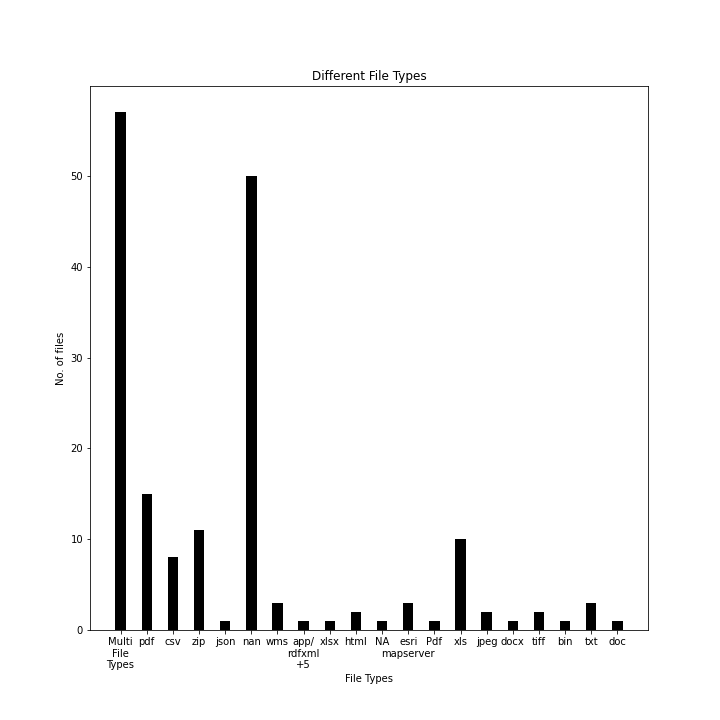 Different File Types
No. of files
50
40
30
20
10
0
Multi File Types
pdf
csv
zip
json
nan
wms
app/ rdfxml +5
xlsx
html
NA
esri mapserver
Pdf
xls
jpeg
docx
tiff
bin
txt
doc
File Types